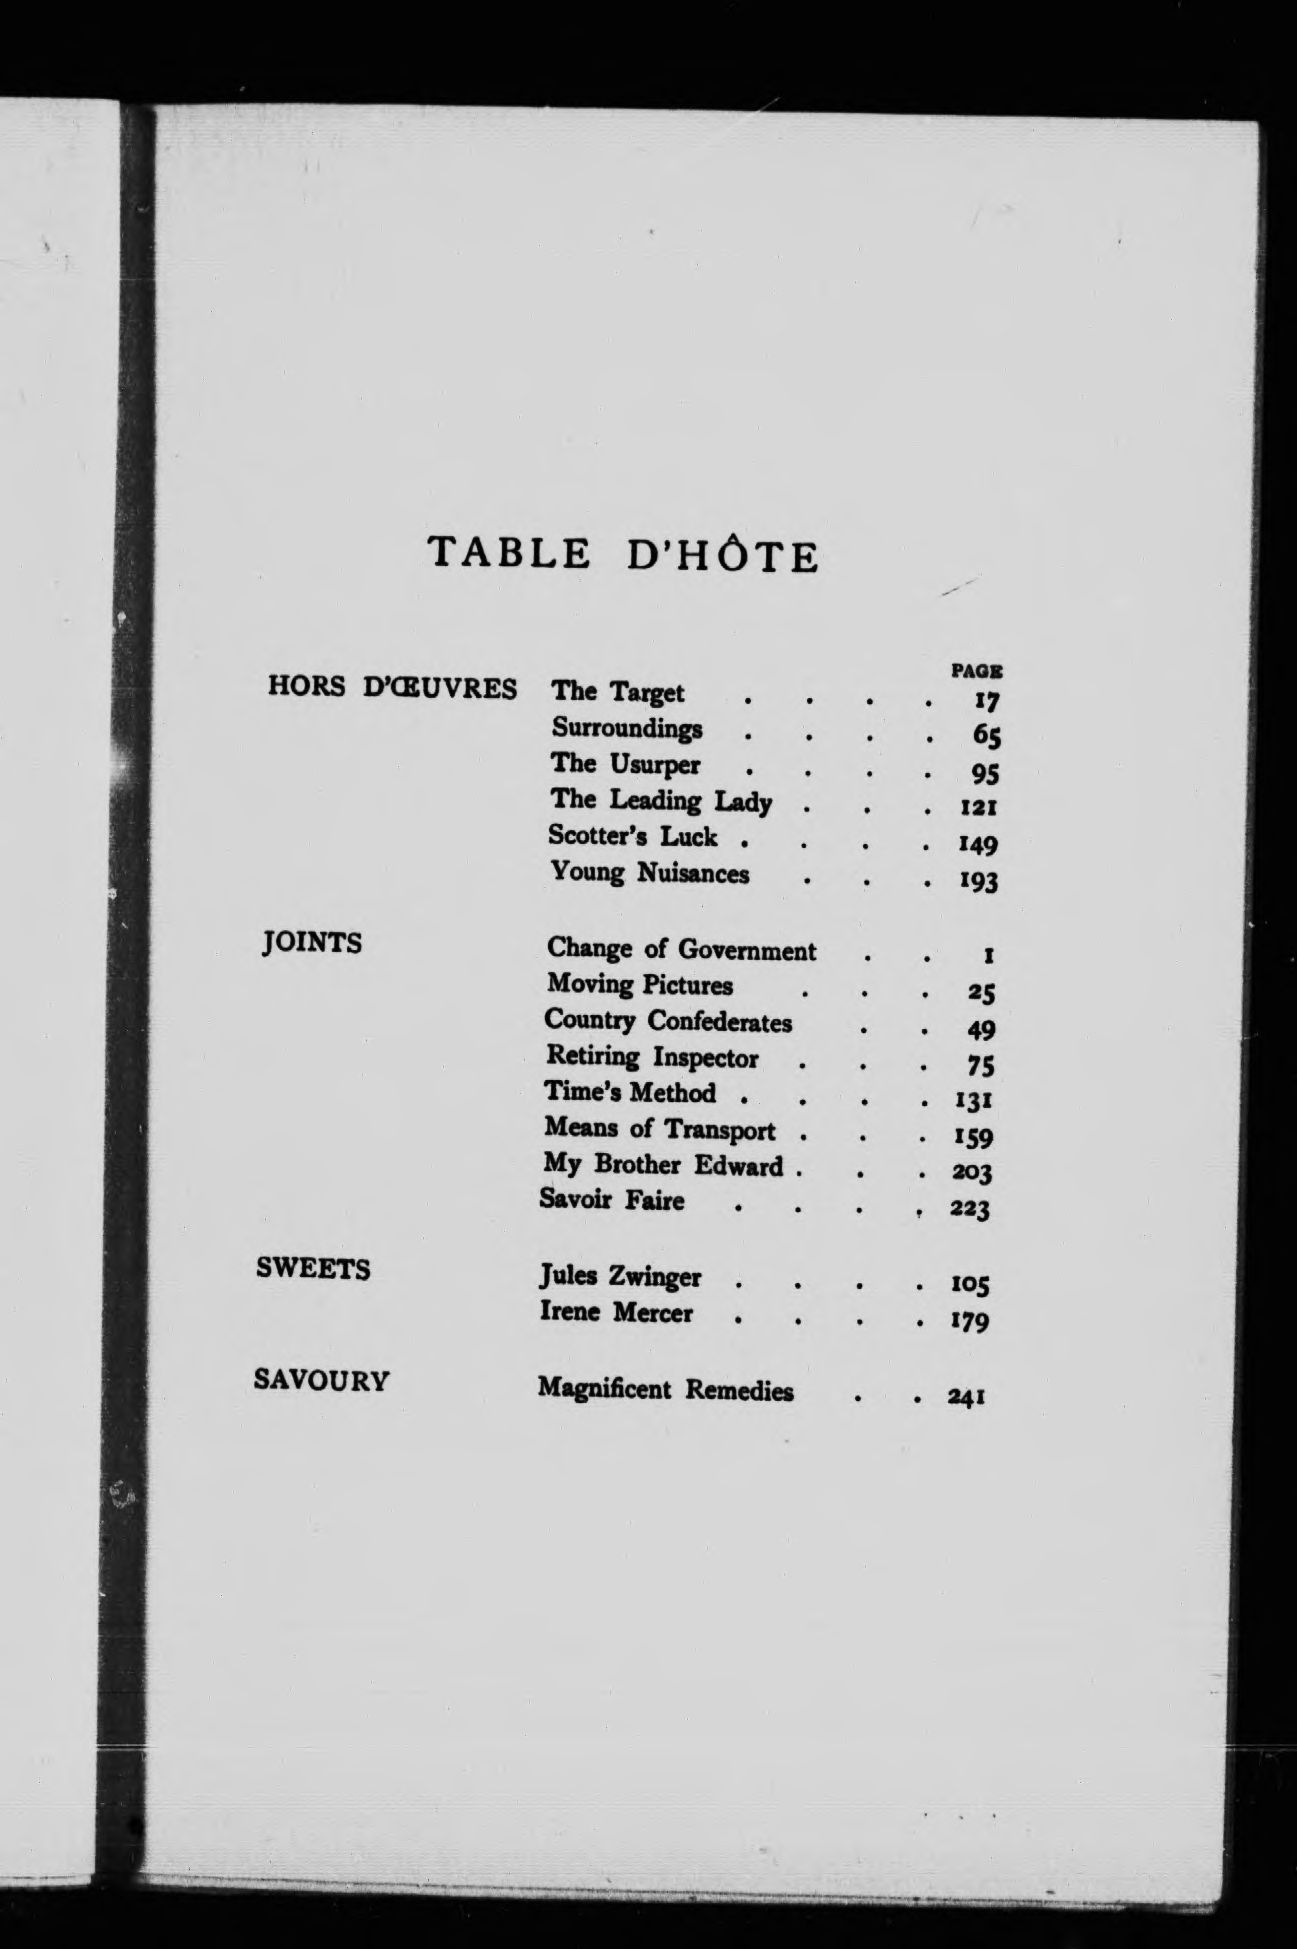 TABLE D'HÔTE
PAGE
HORS D'ŒUVRES The Target . . . . 17
Surroundings . . . . 65
The Usurper . . . . 95
The Leading Lady . . . 121
Scotter's Luck . . . . 149
Young Nuisances . . . 193
JOINTS Change of Government . . 1
Moving Pictures . . . 25
Country Confederates . . 49
Retiring Inspector . . . 75
Time's Method . . . . 131
Means of Transport . . . 159
My Brother Edward . . . 203
Savoir Faire . . . . 223
SWEETS Jules Zwinger . . . . 105
Irene Mercer . . . . 179
SAVOURY Magnificent Remedies . . 241